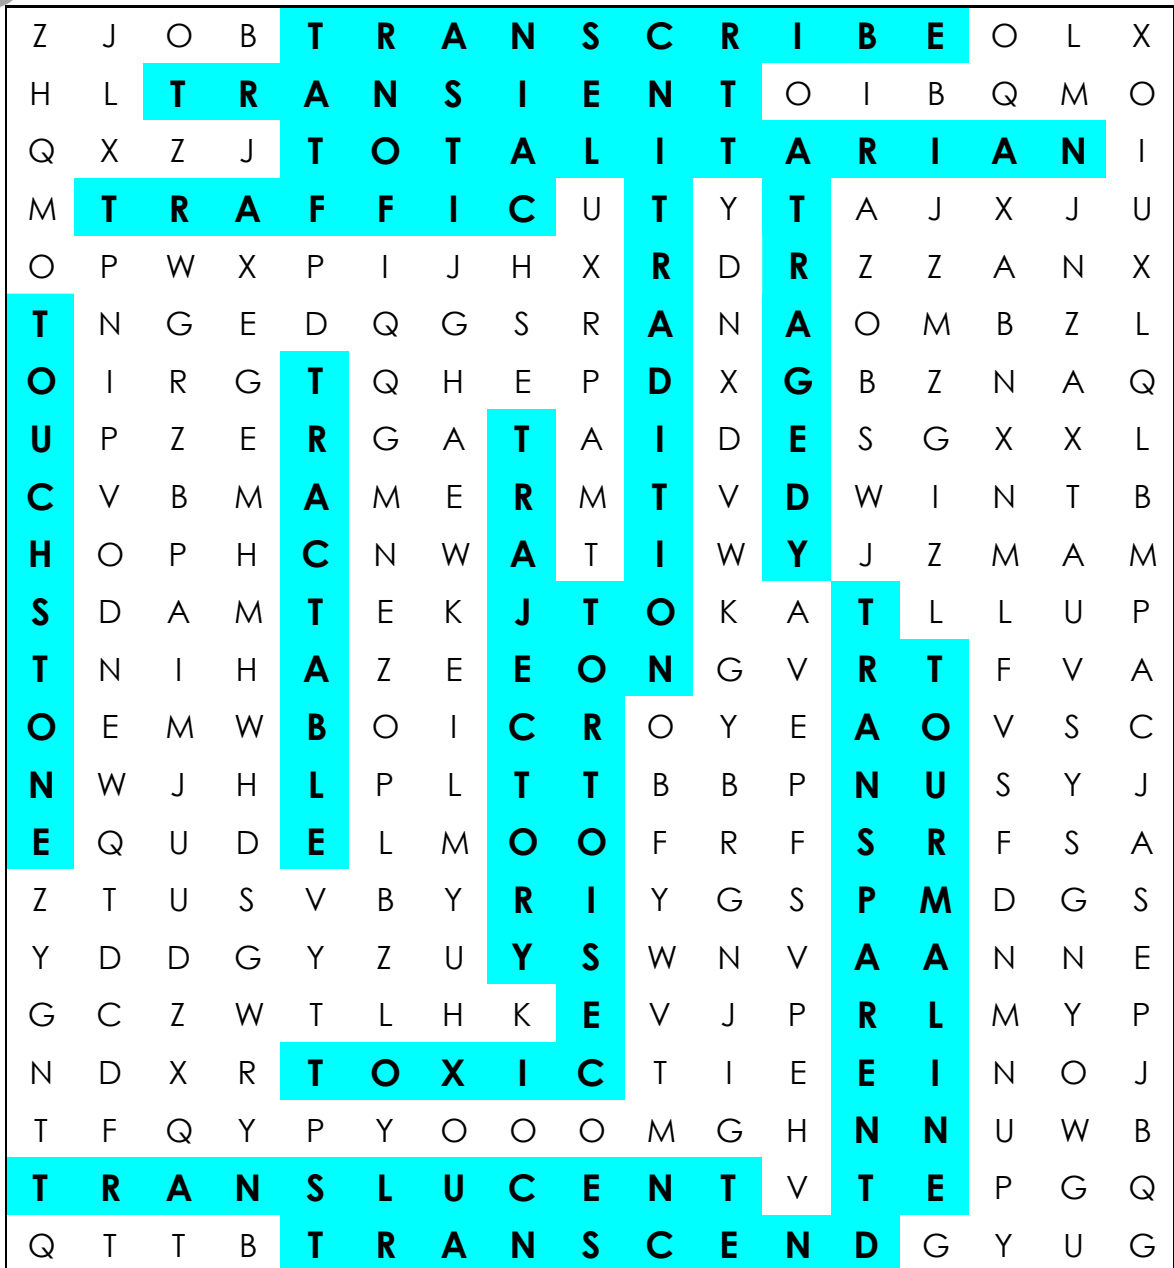 Z J O B T R A N S C R I B E O L X
H L T R A N S I E N T O I B Q M O
Q X Z J T O T A L I T A R I A N I
M T R A F F I C U T Y T A J X J U
O P W X P I J H X R D R Z Z A N X
T N G E D Q G S R A N A O M B Z L
O I R G T Q H E P D X G B Z N A Q
U P Z E R G A T A I D E S G X X L
C V B M A M E R M T V D W I N T B
H O P H C N W A T I W Y J Z M A M
S D A M T E K J T O K A T L L U P
T N I H A Z E E O N G V R T F V A
O E M W B O I C R O Y E A O V S C
N W J H L P L T T B B P N U S Y J
E Q U D E L M O O F R F S R F S A
Z T U S V B Y R I Y G S P M D G S
Y D D G Y Z U Y S W N V A A N N E
G C Z W T L H K E V J P R L M Y P
N D X R T O X I C T I E E I N O J
T F Q Y P Y O O O M G H N N U W B
T R A N S L U C E N T V T E P G Q
Q T T B T R A N S C E N D G Y U G